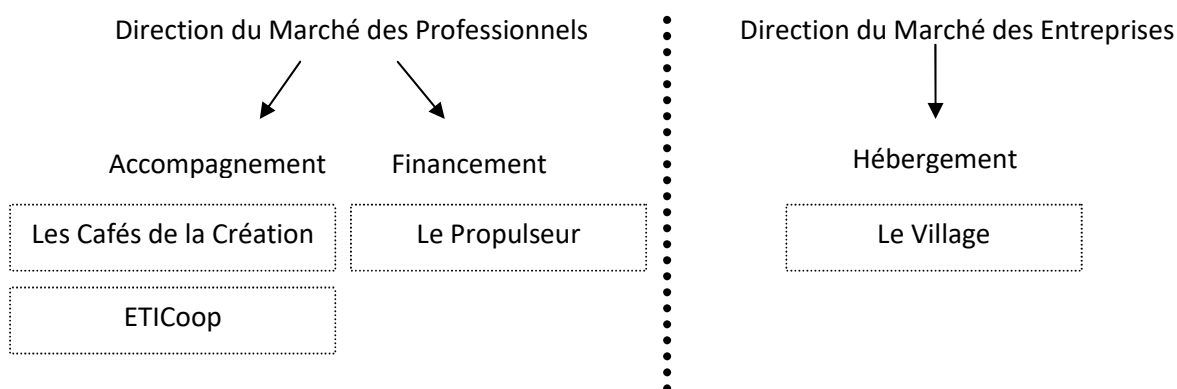 Direction du Marché des Professionnels
Direction du Marché des Entreprises
Accompagnement
Financement
Hébergement
Les Cafés de la Création
Le Propulseur
Le Village
ETICoop